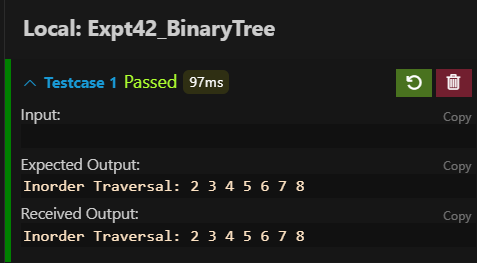 Local: Expt42_BinaryTree
Testcase 1 Passed 97ms
Input:
Copy
Expected Output:
Copy
Inorder Traversal: 2 3 4 5 6 7 8
Received Output:
Copy
Inorder Traversal: 2 3 4 5 6 7 8